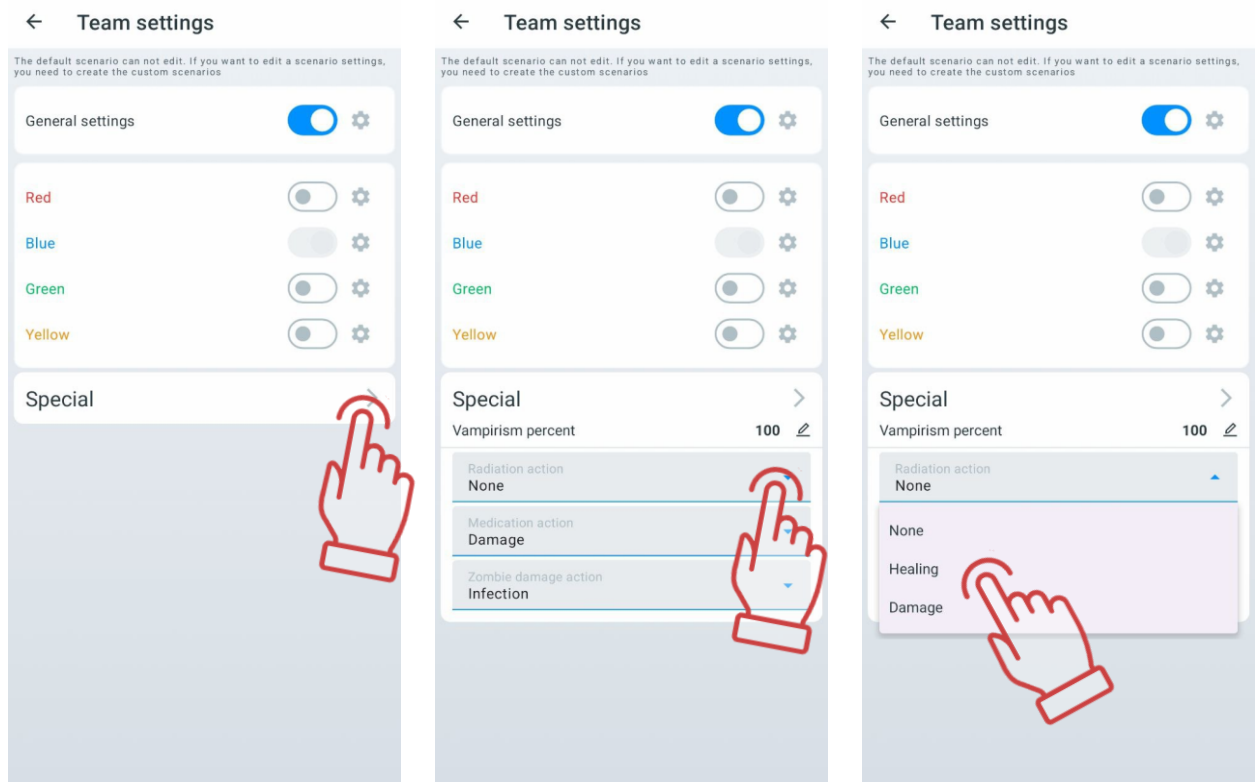 Team settings
The default scenario can not edit. If you want to edit a scenario settings,
you need to create the custom scenarios
General settings
Red
Blue
Green
Yellow
Special
Team settings
The default scenario can not edit. If you want to edit a scenario settings,
you need to create the custom scenarios
General settings
Red
Blue
Green
Yellow
Special
Vampirism percent 100
Radiation action
None
Medication action
Damage
Zombie damage action
Infection
Team settings
The default scenario can not edit. If you want to edit a scenario settings,
you need to create the custom scenarios
General settings
Red
Blue
Green
Yellow
Special
Vampirism percent 100
Radiation action
None
None
Healing
Damage